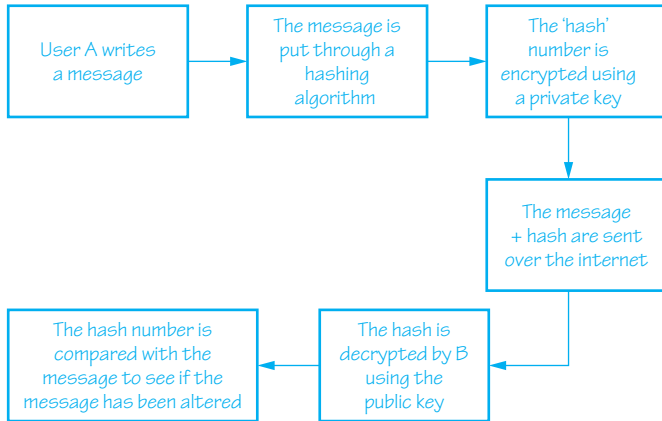 User A writes
a message
The message is
put through a
hashing
algorithm
The ‘hash’
number is
encrypted using
a private key
The message
+ hash are sent
over the internet
The hash is
decrypted by B
using the
public key
The hash number is
compared with the
message to see if the
message has been altered